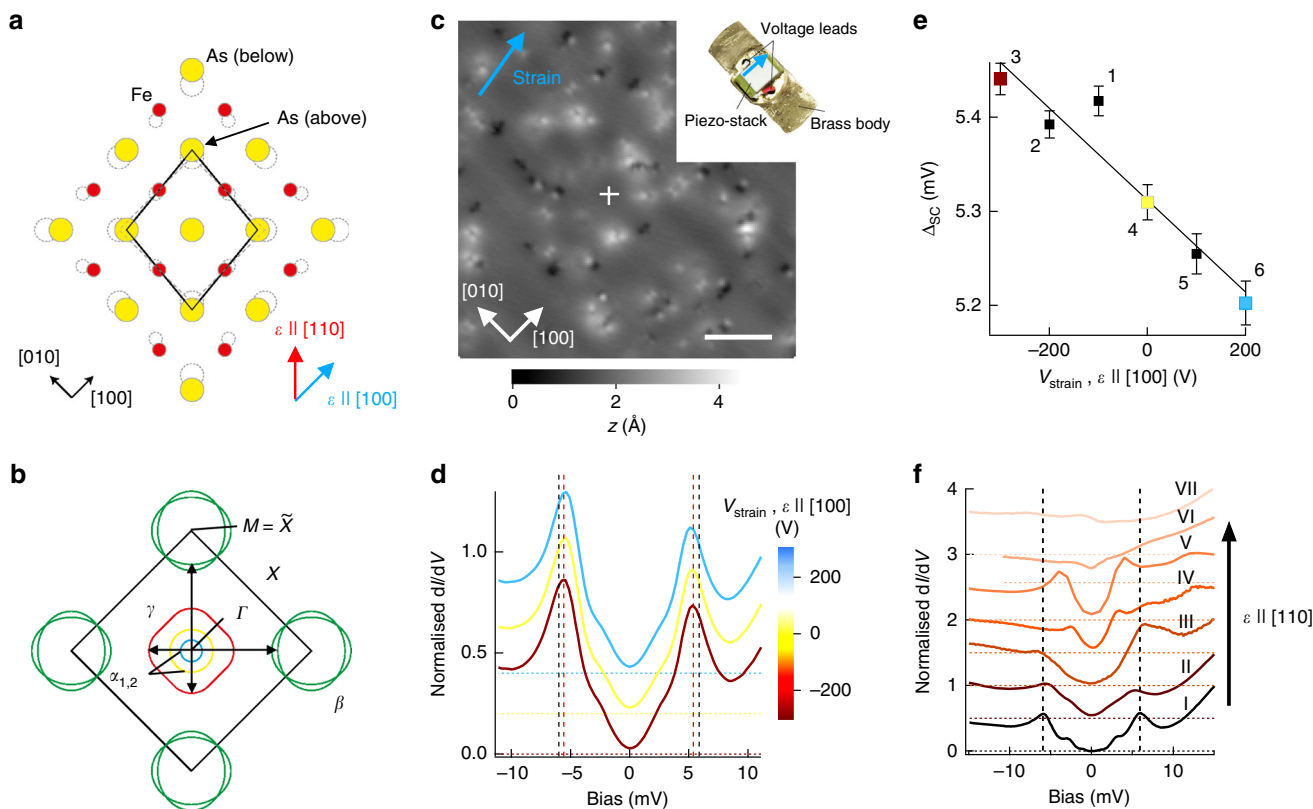 a
As (below)
Fe
As (above)
[010]
[100]
ε || [110]
ε || [100]
b
M = X̃
X
γ
Γ
α1,2
β
c
Strain
Voltage leads
Piezo-stack
Brass body
[010]
[100]
0
2
4
z (Å)
d
Normalised dI/dV
1.0
0.5
0.0
−10
−5
0
5
10
Bias (mV)
Vstrain , ε || [100]
(V)
200
0
−200
e
ΔSC (mV)
5.4
5.3
5.2
3
1
2
4
5
6
−200
0
200
Vstrain , ε || [100] (V)
f
Normalised dI/dV
4
3
2
1
0
VII
VI
V
IV
III
II
I
ε || [110]
−10
0
10
Bias (mV)